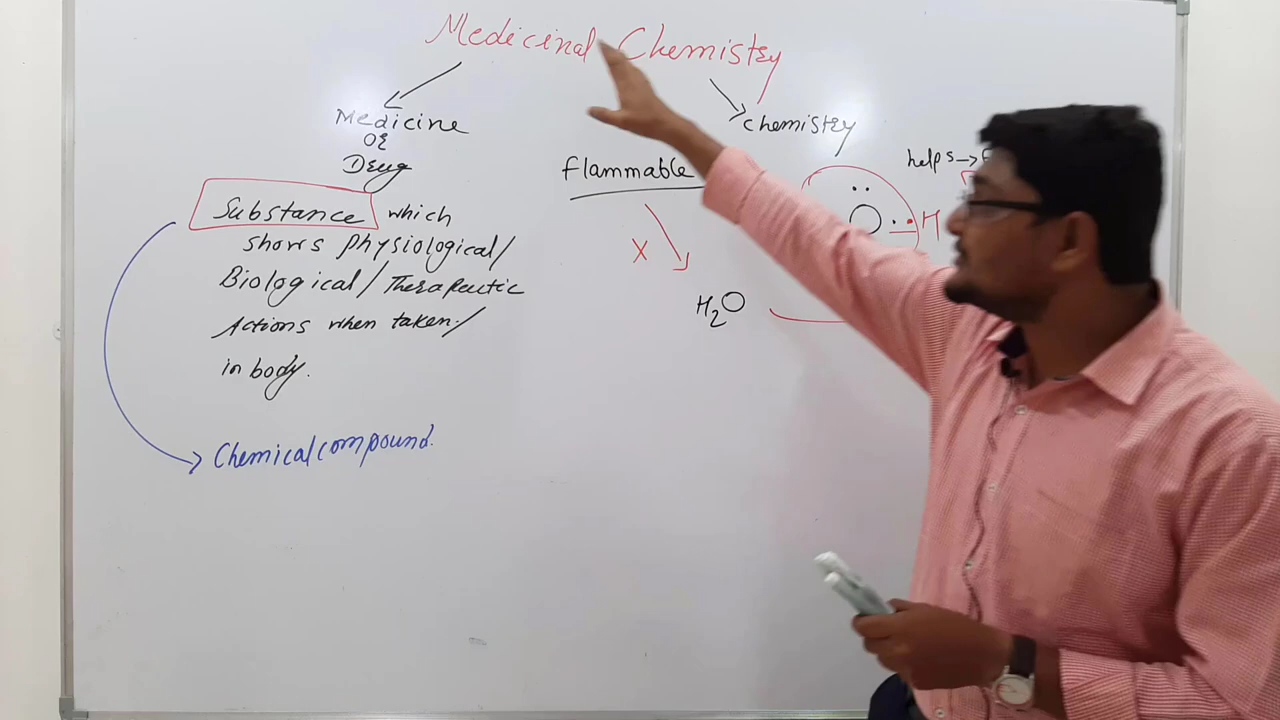 Medicinal Chemistry
Medicine
or
Drug
Substance which
shows physiological/
Biological/Therapeutic
Actions when taken/
in body.
Chemical compound.
chemistry
flammable
helps→
H
X
H2O